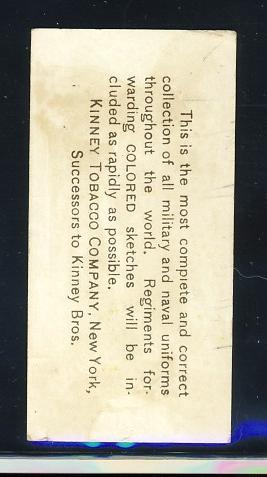 This is the most complete and correct
collection of all military and naval uniforms
throughout the world. Regiments for-
warding COLORED sketches will be in-
cluded as rapidly as possible.
KINNEY TOBACCO COMPANY, New York,
Successors to Kinney Bros.